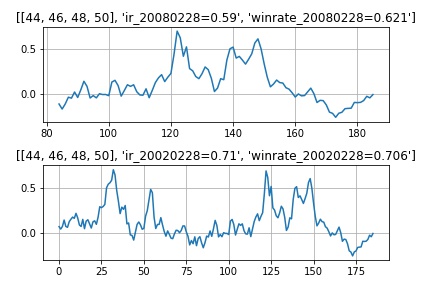 [[44, 46, 48, 50], 'ir_20080228=0.59', 'winrate_20080228=0.621']
0.5
0.0
80 100 120 140 160 180
[[44, 46, 48, 50], 'ir_20020228=0.71', 'winrate_20020228=0.706']
0.5
0.0
0 25 50 75 100 125 150 175